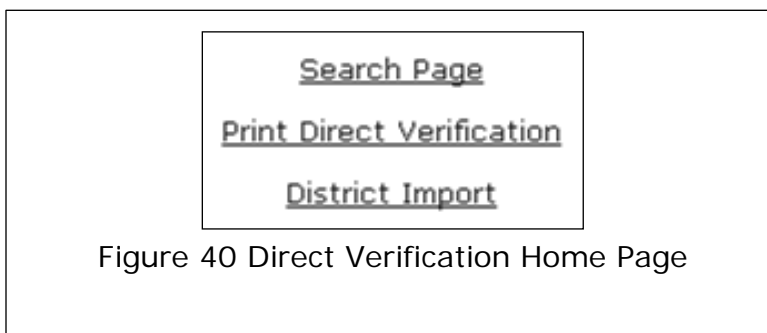 Search Page
Print Direct Verification
District Import
Figure 40 Direct Verification Home Page